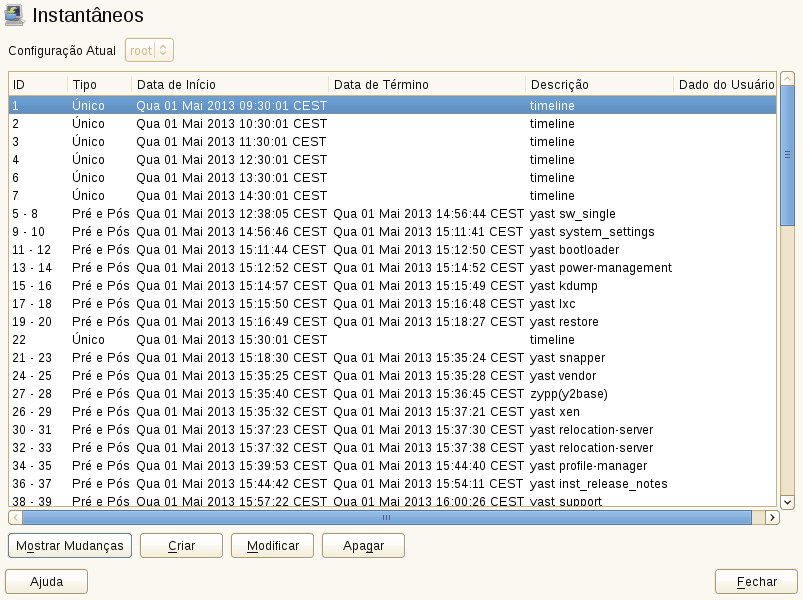 Instantâneos
Configuração Atual root
ID Tipo Data de Início Data de Término Descrição Dado do Usuário
1 Único Qua 01 Mai 2013 09:30:01 CEST timeline
2 Único Qua 01 Mai 2013 10:30:01 CEST timeline
3 Único Qua 01 Mai 2013 11:30:01 CEST timeline
4 Único Qua 01 Mai 2013 12:30:01 CEST timeline
6 Único Qua 01 Mai 2013 13:30:01 CEST timeline
7 Único Qua 01 Mai 2013 14:30:01 CEST timeline
5 - 8 Pré e Pós Qua 01 Mai 2013 12:38:05 CEST Qua 01 Mai 2013 14:56:44 CEST yast sw_single
9 - 10 Pré e Pós Qua 01 Mai 2013 14:56:46 CEST Qua 01 Mai 2013 15:11:41 CEST yast system_settings
11 - 12 Pré e Pós Qua 01 Mai 2013 15:11:44 CEST Qua 01 Mai 2013 15:12:50 CEST yast bootloader
13 - 14 Pré e Pós Qua 01 Mai 2013 15:12:52 CEST Qua 01 Mai 2013 15:14:52 CEST yast power-management
15 - 16 Pré e Pós Qua 01 Mai 2013 15:14:57 CEST Qua 01 Mai 2013 15:15:49 CEST yast kdump
17 - 18 Pré e Pós Qua 01 Mai 2013 15:15:50 CEST Qua 01 Mai 2013 15:16:48 CEST yast lxc
19 - 20 Pré e Pós Qua 01 Mai 2013 15:16:49 CEST Qua 01 Mai 2013 15:18:27 CEST yast restore
22 Único Qua 01 Mai 2013 15:30:01 CEST timeline
21 - 23 Pré e Pós Qua 01 Mai 2013 15:18:30 CEST Qua 01 Mai 2013 15:35:24 CEST yast snapper
24 - 25 Pré e Pós Qua 01 Mai 2013 15:35:25 CEST Qua 01 Mai 2013 15:35:28 CEST yast vendor
27 - 28 Pré e Pós Qua 01 Mai 2013 15:35:40 CEST Qua 01 Mai 2013 15:36:45 CEST zypp(y2base)
26 - 29 Pré e Pós Qua 01 Mai 2013 15:35:32 CEST Qua 01 Mai 2013 15:37:21 CEST yast xen
30 - 31 Pré e Pós Qua 01 Mai 2013 15:37:23 CEST Qua 01 Mai 2013 15:37:30 CEST yast relocation-server
32 - 33 Pré e Pós Qua 01 Mai 2013 15:37:32 CEST Qua 01 Mai 2013 15:37:38 CEST yast relocation-server
34 - 35 Pré e Pós Qua 01 Mai 2013 15:39:53 CEST Qua 01 Mai 2013 15:44:40 CEST yast profile-manager
36 - 37 Pré e Pós Qua 01 Mai 2013 15:44:42 CEST Qua 01 Mai 2013 15:54:11 CEST yast inst_release_notes
38 - 39 Pré e Pós Qua 01 Mai 2013 15:57:22 CEST Qua 01 Mai 2013 16:00:26 CEST yast support
Mostrar Mudanças Criar Modificar Apagar
Ajuda Fechar